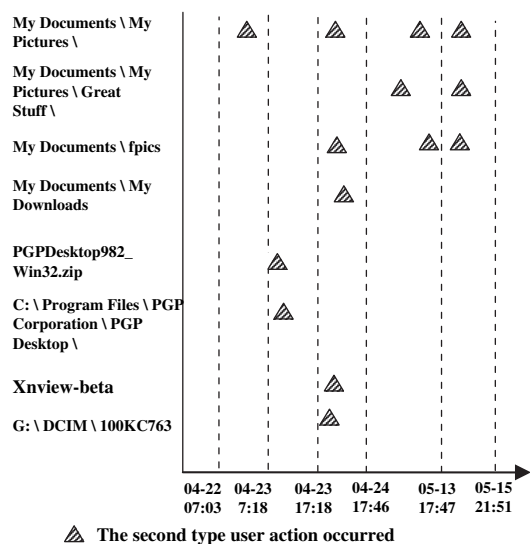 My Documents \ My
Pictures \
My Documents \ My
Pictures \ Great
Stuff \
My Documents \ fpics
My Documents \ My
Downloads
PGPDesktop982_
Win32.zip
C: \ Program Files \ PGP
Corporation \ PGP
Desktop \
Xnview-beta
G: \ DCIM \ 100KC763
04-22 04-23 04-23 04-24 05-13 05-15
07:03 7:18 17:18 17:46 17:47 21:51
The second type user action occurred